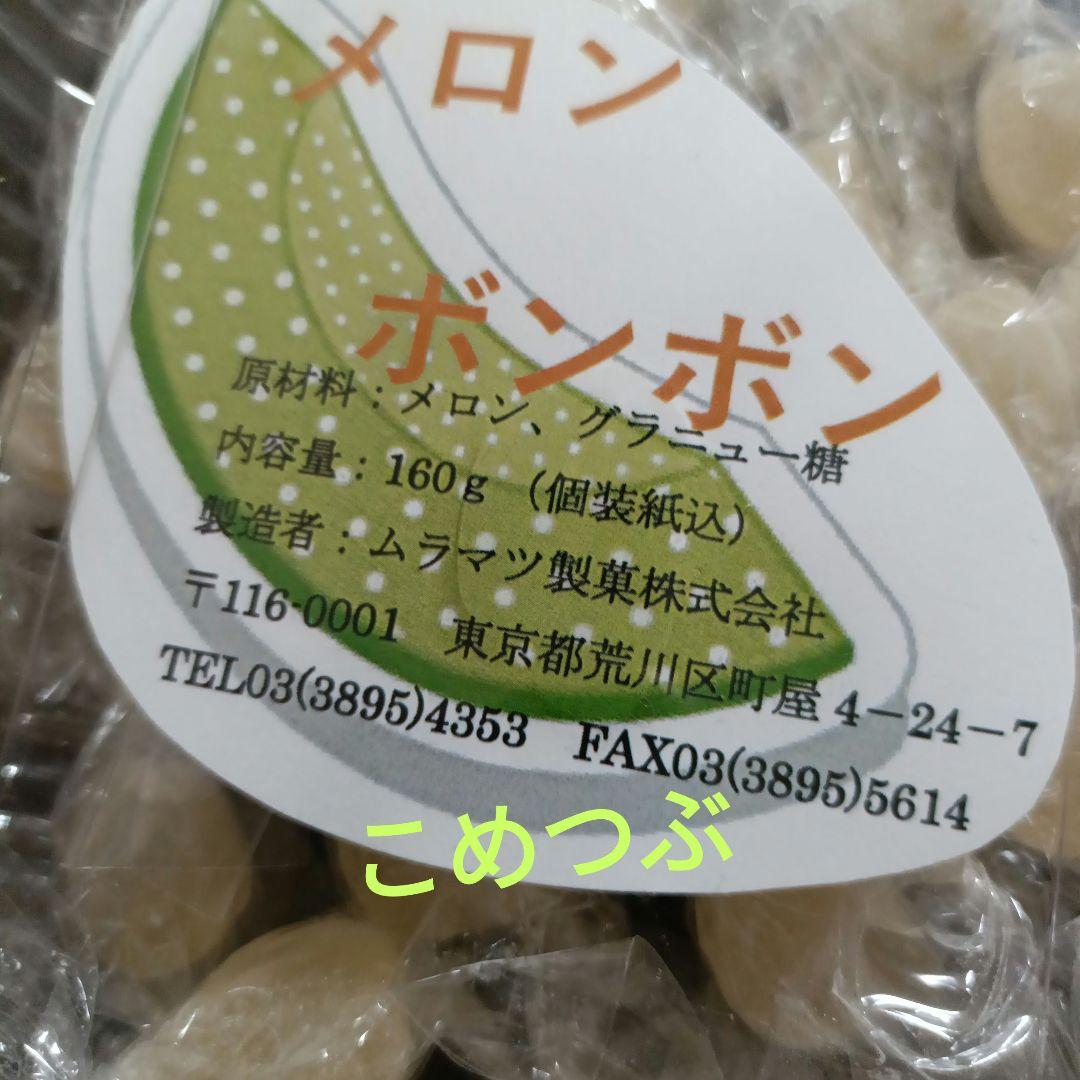 メロン
ボンボン
原材料：メロン、グラニュー糖
内容量：160ｇ （個装紙込）
製造者：ムラマツ製菓株式会社
〒116-0001 東京都荒川区町屋４－24－7
TEL03(3895)4353 FAX03(3895)5614
こめつぶ